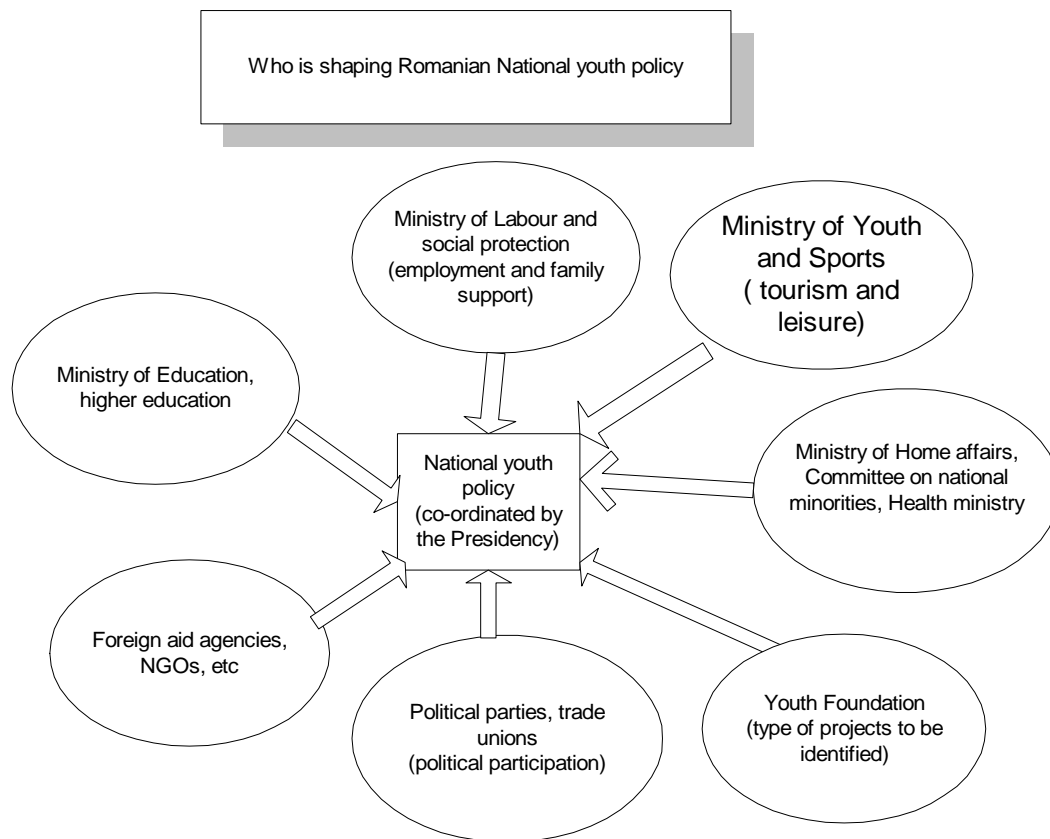 Who is shaping Romanian National youth policy
Ministry of Labour and
social protection
(employment and family
support)
Ministry of Youth
and Sports
( tourism and
leisure)
Ministry of Education,
higher education
Ministry of Home affairs,
Committee on national
minorities, Health ministry
National youth
policy
(co-ordinated by
the Presidency)
Foreign aid agencies,
NGOs, etc
Political parties, trade
unions
(political participation)
Youth Foundation
(type of projects to be
identified)